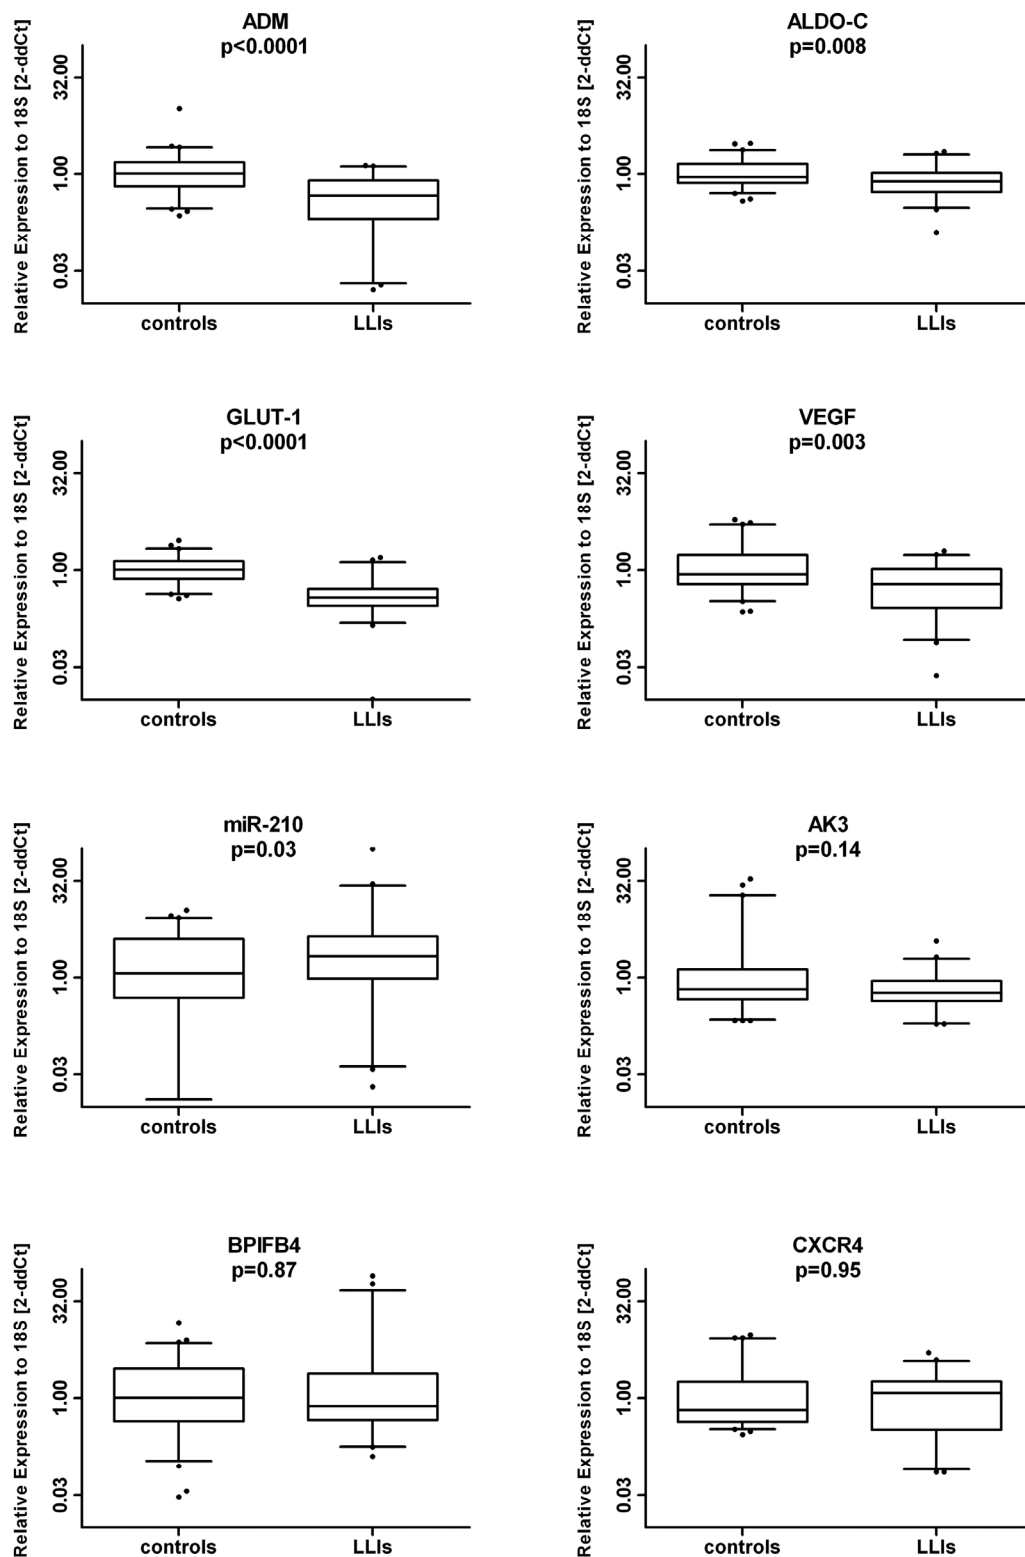 ADM
p<0.0001
Relative Expression to 18S [2-ddCt]
32.00
1.00
0.03
controls LLIs
ALDO-C
p=0.008
Relative Expression to 18S [2-ddCt]
32.00
1.00
0.03
controls LLIs
GLUT-1
p<0.0001
Relative Expression to 18S [2-ddCt]
32.00
1.00
0.03
controls LLIs
VEGF
p=0.003
Relative Expression to 18S [2-ddCt]
32.00
1.00
0.03
controls LLIs
miR-210
p=0.03
Relative Expression to 18S [2-ddCt]
32.00
1.00
0.03
controls LLIs
AK3
p=0.14
Relative Expression to 18S [2-ddCt]
32.00
1.00
0.03
controls LLIs
BPIFB4
p=0.87
Relative Expression to 18S [2-ddCt]
32.00
1.00
0.03
controls LLIs
CXCR4
p=0.95
Relative Expression to 18S [2-ddCt]
32.00
1.00
0.03
controls LLIs